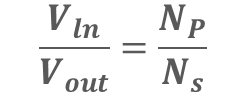 V_ln / V_out = N_P / N_s